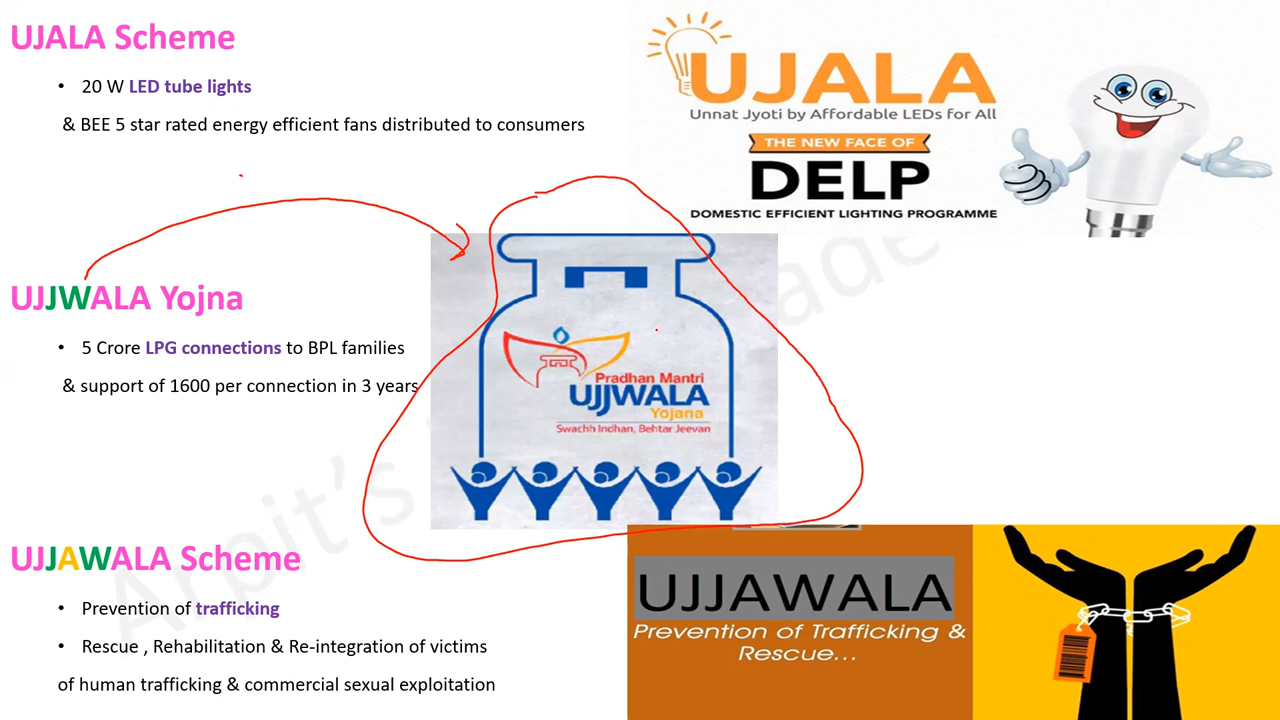 UJALA Scheme
• 20 W LED tube lights
& BEE 5 star rated energy efficient fans distributed to consumers
UJALA
Unnat Jyoti by Affordable LEDs for All
THE NEW FACE OF
DELP
DOMESTIC EFFICIENT LIGHTING PROGRAMME
UJJWALA Yojna
• 5 Crore LPG connections to BPL families
& support of 1600 per connection in 3 years
Pradhan Mantri
UJJWALA
Yojana
Swachh Indhan, Behtar Jeevan
UJJAWALA Scheme
• Prevention of trafficking
• Rescue , Rehabilitation & Re-integration of victims
of human trafficking & commercial sexual exploitation
UJJAWALA
Prevention of Trafficking &
Rescue...
Arpit's